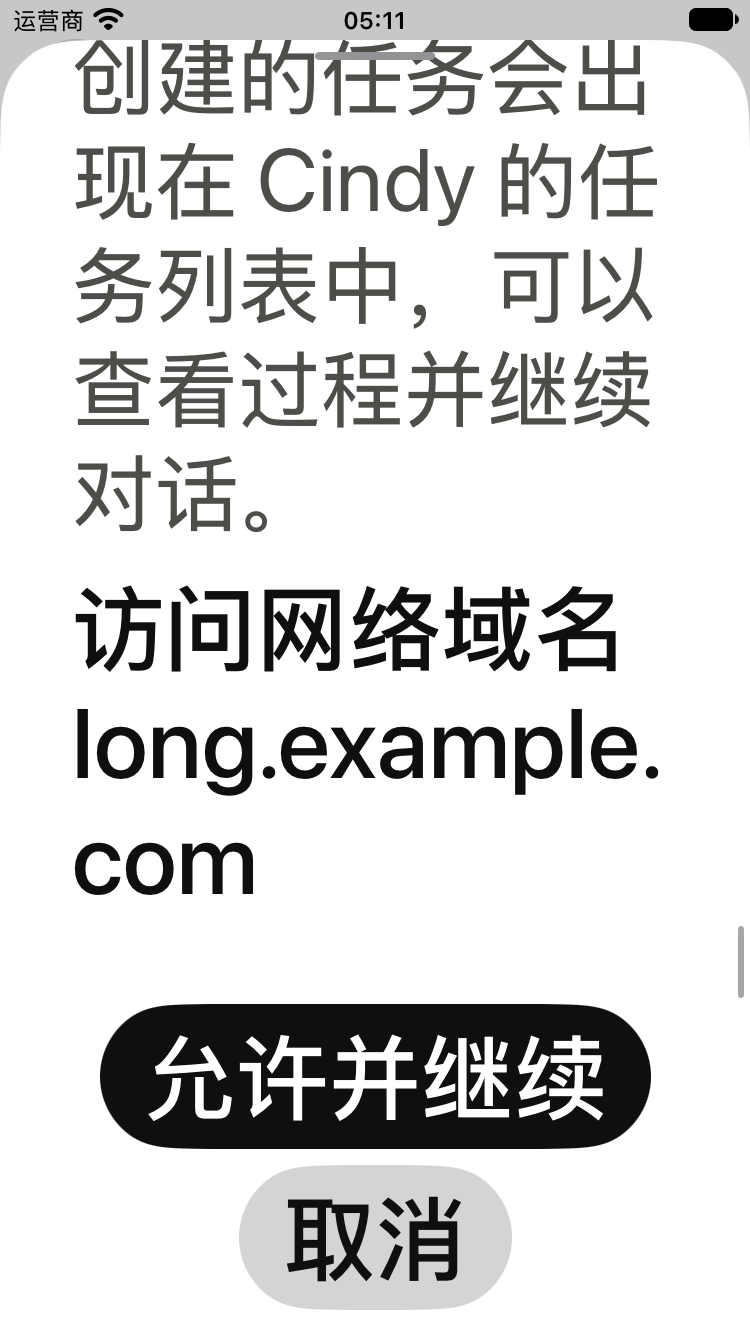 运营商
05:11
创建的任务会出
现在 Cindy 的任
务列表中，可以
查看过程并继续
对话。
访问网络域名
long.example.
com
允许并继续
取消